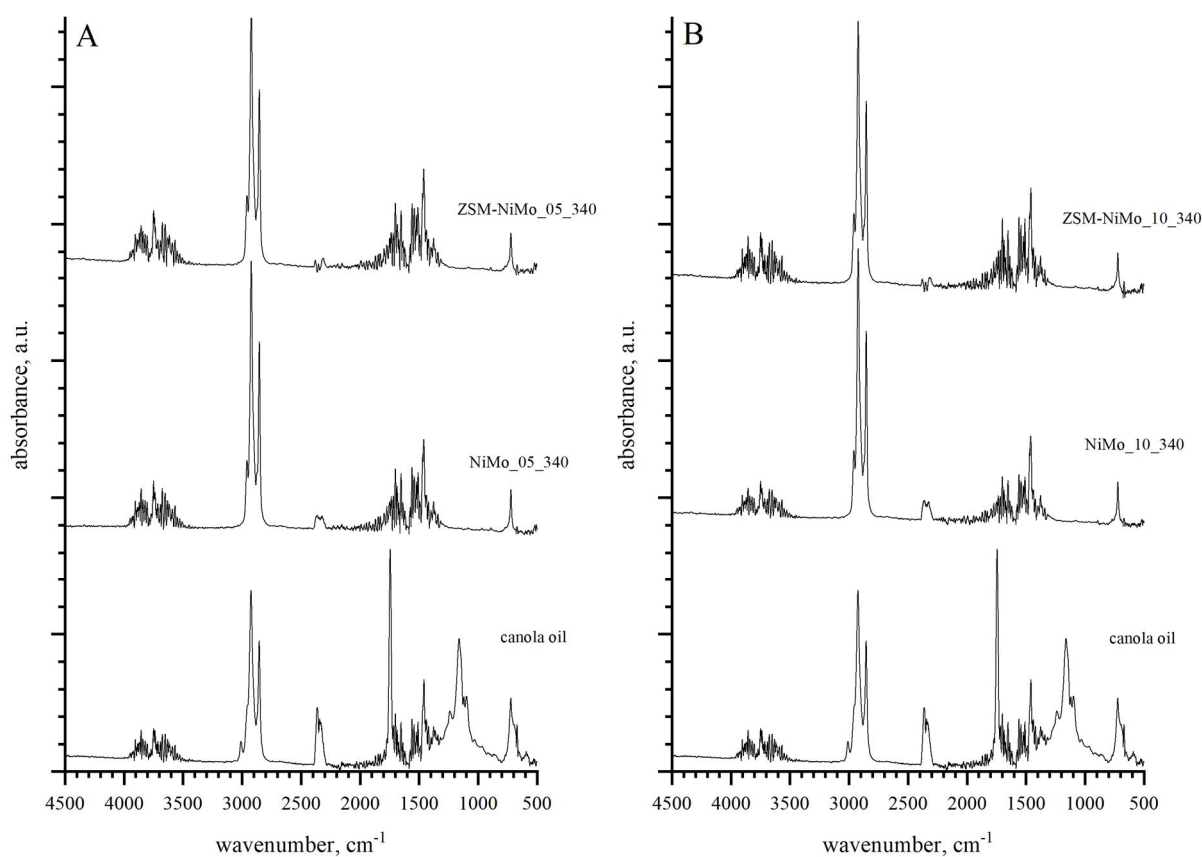 A
absorbance, a.u.
ZSM-NiMo_05_340
NiMo_05_340
canola oil
4500 4000 3500 3000 2500 2000 1500 1000 500
wavenumber, cm⁻¹
B
absorbance, a.u.
ZSM-NiMo_10_340
NiMo_10_340
canola oil
4500 4000 3500 3000 2500 2000 1500 1000 500
wavenumber, cm⁻¹